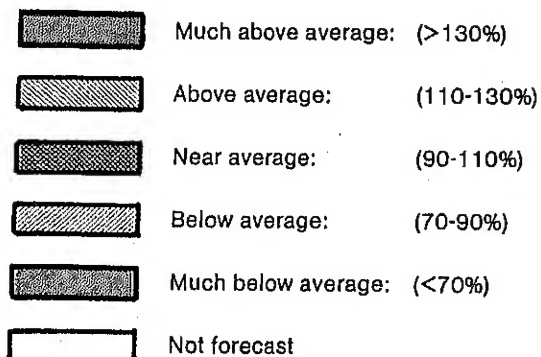 Much above average: (>130%)
Above average: (110-130%)
Near average: (90-110%)
Below average: (70-90%)
Much below average: (<70%)
Not forecast